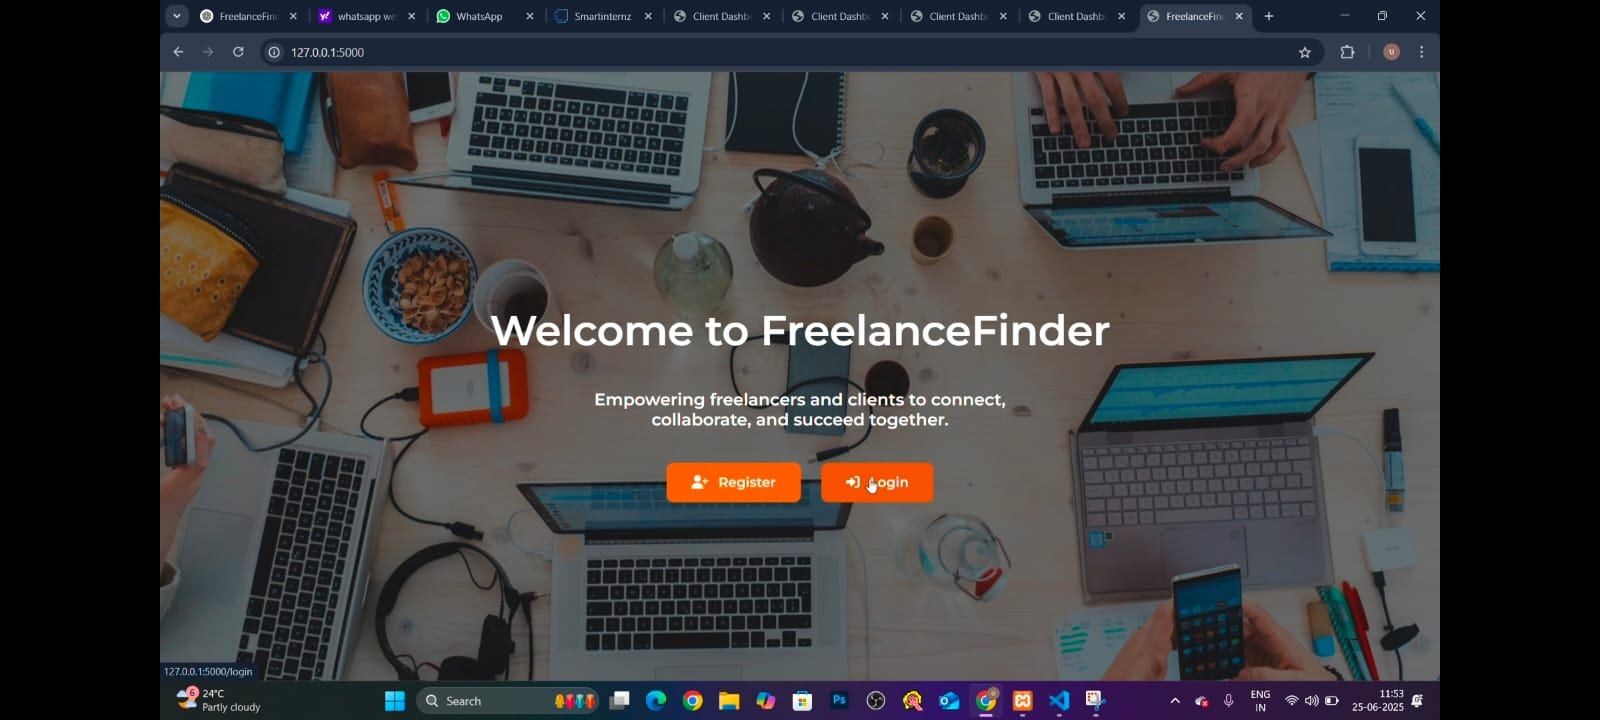 FreelanceFin
whatsapp we
WhatsApp
Smartinternz
Client Dashb
Client Dashb
Client Dashb
Client Dashb
FreelanceFin
127.0.0.1:5000
u
Welcome to FreelanceFinder
Empowering freelancers and clients to connect,
collaborate, and succeed together.
Register
Login
127.0.0.1:5000/login
6
24°C
Partly cloudy
Search
Ps
ENG
IN
11:53
25-06-2025